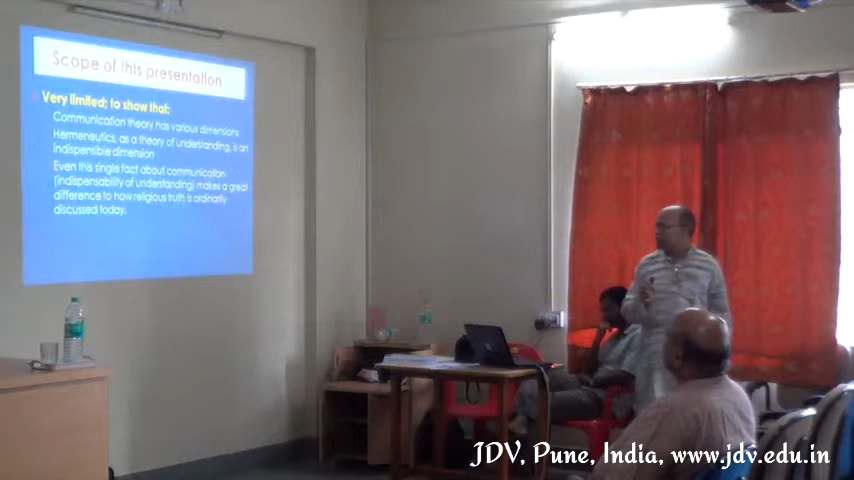 Scope of this presentation
Very limited; to show that:
Communication theory has various dimensions
Hermeneutics, as a theory of understanding, is an
indispensible dimension
Even this single fact about communication
(indispensability of understanding) makes a great
difference to how religious truth is ordinarily
discussed today.
JDV, Pune, India, www.jdv.edu.in